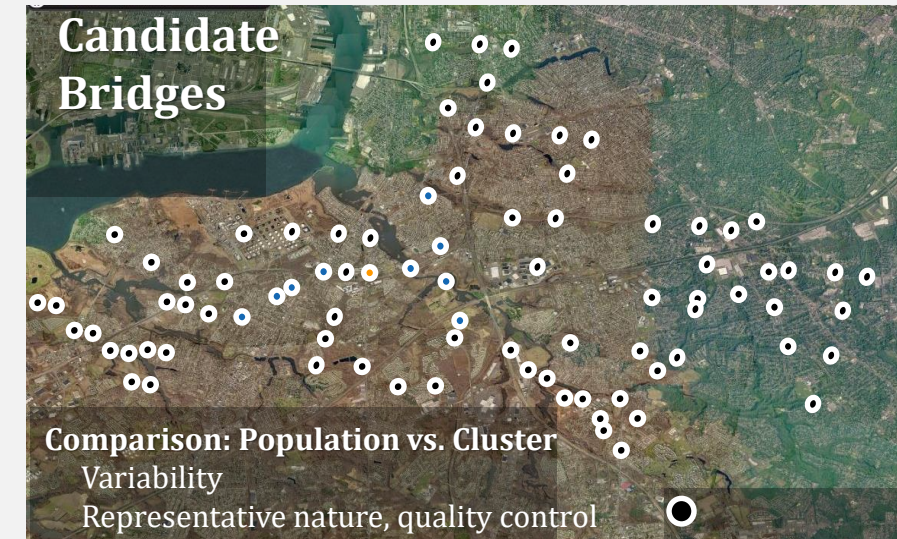 Candidate
Bridges
Comparison: Population vs. Cluster
Variability
Representative nature, quality control